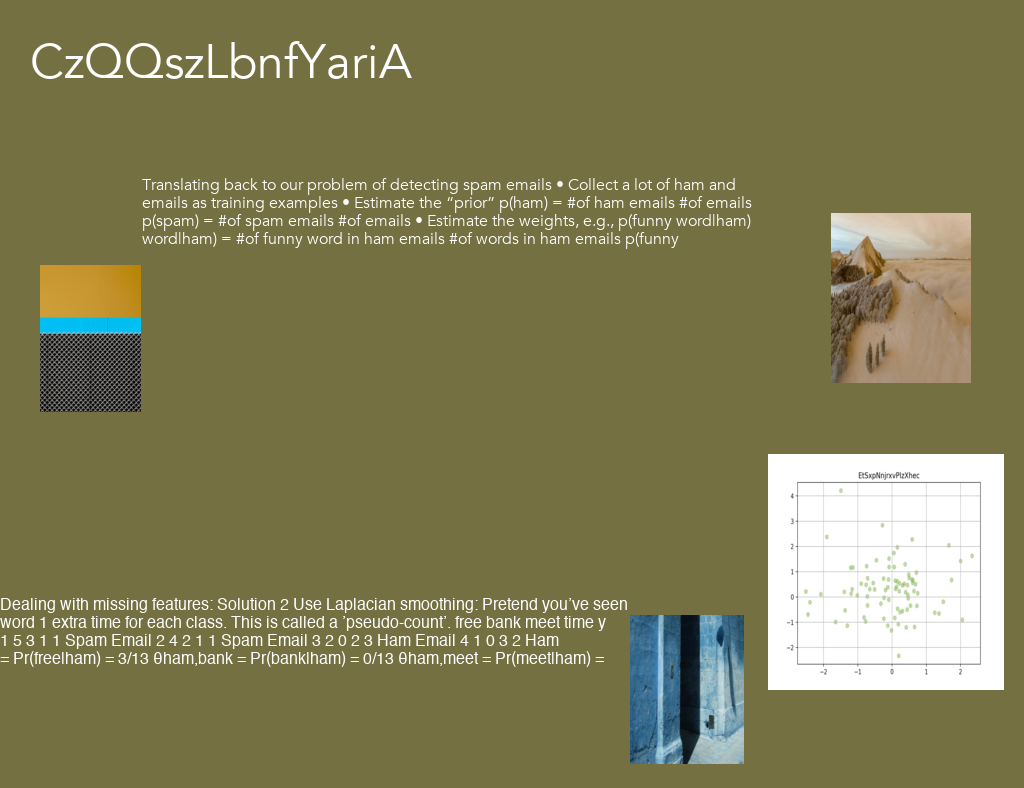 CzQQszLbnfYariA
Translating back to our problem of detecting spam emails • Collect a lot of ham and
emails as training examples • Estimate the “prior” p(ham) = #of ham emails #of emails
p(spam) = #of spam emails #of emails • Estimate the weights, e.g., p(funny wordlham)
wordlham) = #of funny word in ham emails #of words in ham emails p(funny
EtSxpNnjrxvPlzXhec
4
3
2
1
0
−1
−2
−2 −1 0 1 2
Dealing with missing features: Solution 2 Use Laplacian smoothing: Pretend you’ve seen
word 1 extra time for each class. This is called a ’pseudo-count’. free bank meet time y
1 5 3 1 1 Spam Email 2 4 2 1 1 Spam Email 3 2 0 2 3 Ham Email 4 1 0 3 2 Ham
= Pr(freelham) = 3/13 θham,bank = Pr(banklham) = 0/13 θham,meet = Pr(meetlham) =